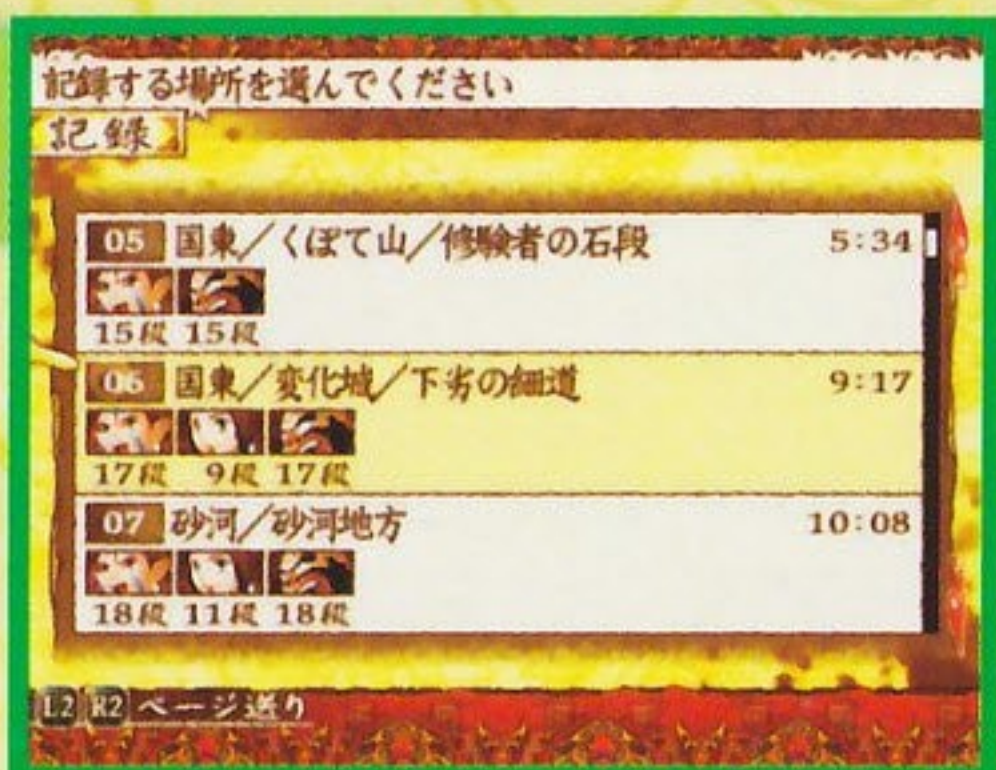 記録する場所を選んでください
記録
05 国東／くぼて山／修験者の石段 5:34
15段 15段
06 国東／変化城／下劣の細道 9:17
17段 9段 17段
07 砂河／砂河地方 10:08
18段 11段 18段
L2 R2 ページ送り